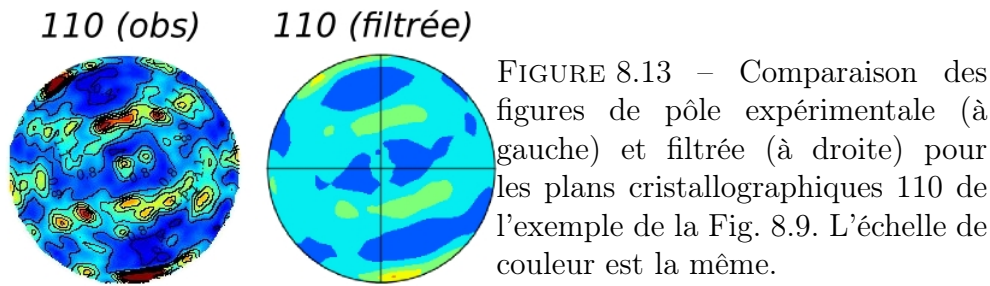 110 (obs) 110 (filtrée)
FIGURE 8.13 – Comparaison des
figures de pôle expérimentale (à
gauche) et filtrée (à droite) pour
les plans cristallographiques 110 de
l'exemple de la Fig. 8.9. L'échelle de
couleur est la même.